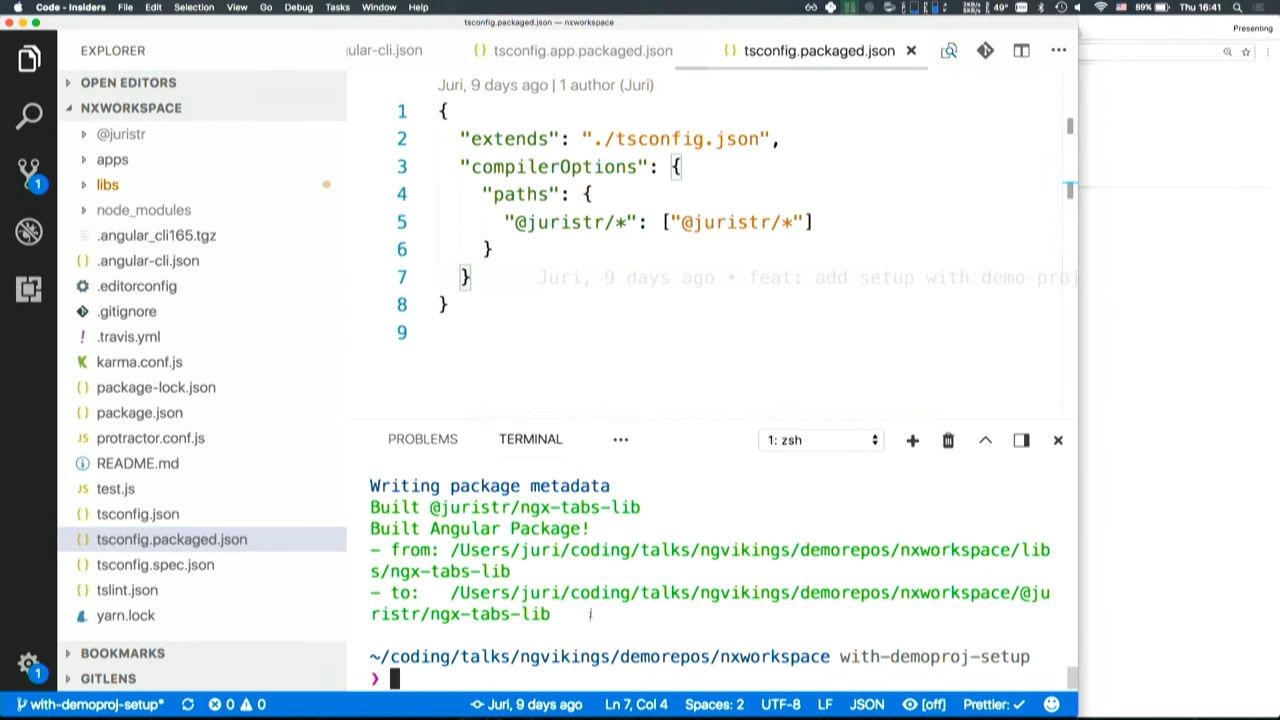 Code - Insiders File Edit Selection View Go Debug Tasks Window Help
49° 89% Thu 16:41
tsconfig.packaged.json — nxworkspace
Presenting
EXPLORER
OPEN EDITORS
NXWORKSPACE
@juristr
apps
libs
node_modules
.angular_cli165.tgz
{ } .angular-cli.json
.editorconfig
.gitignore
! .travis.yml
K karma.conf.js
{ } package-lock.json
{ } package.json
JS protractor.conf.js
README.md
JS test.js
{ } tsconfig.json
{ } tsconfig.packaged.json
{ } tsconfig.spec.json
{ } tslint.json
yarn.lock
BOOKMARKS
GITLENS
1
1
gular-cli.json { } tsconfig.app.packaged.json { } tsconfig.packaged.json
Juri, 9 days ago | 1 author (Juri)
1 {
2 "extends": "./tsconfig.json",
3 "compilerOptions": {
4 "paths": {
5 "@juristr/*": ["@juristr/*"]
6 }
7 } Juri, 9 days ago • feat: add setup with demo proj
8 }
9
PROBLEMS TERMINAL ••• 1: zsh
Writing package metadata
Built @juristr/ngx-tabs-lib
Built Angular Package!
- from: /Users/juri/coding/talks/ngvikings/demorepos/nxworkspace/lib
s/ngx-tabs-lib
- to: /Users/juri/coding/talks/ngvikings/demorepos/nxworkspace/@ju
ristr/ngx-tabs-lib
~/coding/talks/ngvikings/demorepos/nxworkspace with-demoproj-setup
❯
with-demoproj-setup* 0 0 Juri, 9 days ago Ln 7, Col 4 Spaces: 2 UTF-8 LF JSON [off] Prettier: ✓